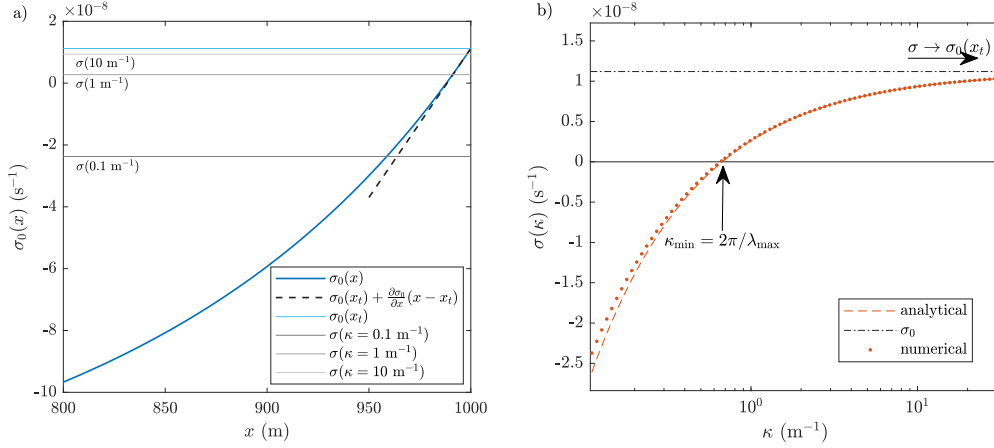 a)
×10⁻⁸
2
0
-2
-4
-6
-8
-10
σ₀(x) (s⁻¹)
σ(10 m⁻¹)
σ(1 m⁻¹)
σ(0.1 m⁻¹)
σ₀(x)
σ₀(xₜ) + ∂σ₀/∂x (x − xₜ)
σ₀(xₜ)
σ(κ = 0.1 m⁻¹)
σ(κ = 1 m⁻¹)
σ(κ = 10 m⁻¹)
800 850 900 950 1000
x (m)
b)
×10⁻⁸
1.5
1
0.5
0
-0.5
-1
-1.5
-2
-2.5
σ(κ) (s⁻¹)
σ → σ₀(xₜ)
κ_min = 2π/λ_max
analytical
σ₀
numerical
10⁰ 10¹
κ (m⁻¹)